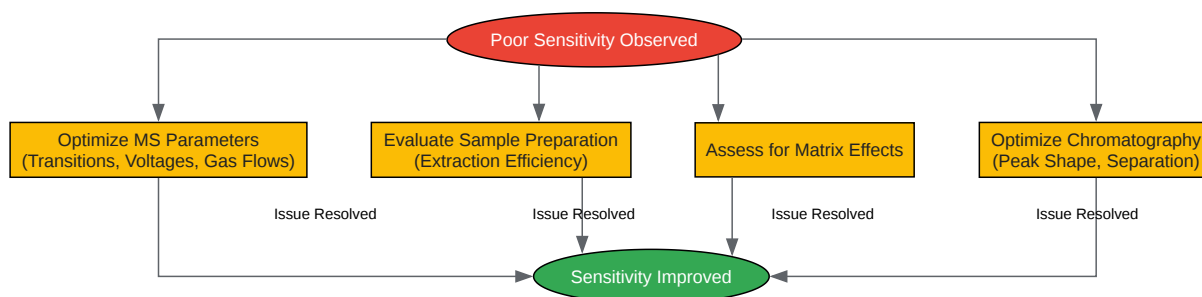 Poor Sensitivity Observed
Optimize MS Parameters
(Transitions, Voltages, Gas Flows)
Evaluate Sample Preparation
(Extraction Efficiency)
Assess for Matrix Effects
Optimize Chromatography
(Peak Shape, Separation)
Issue Resolved
Issue Resolved
Issue Resolved
Issue Resolved
Sensitivity Improved